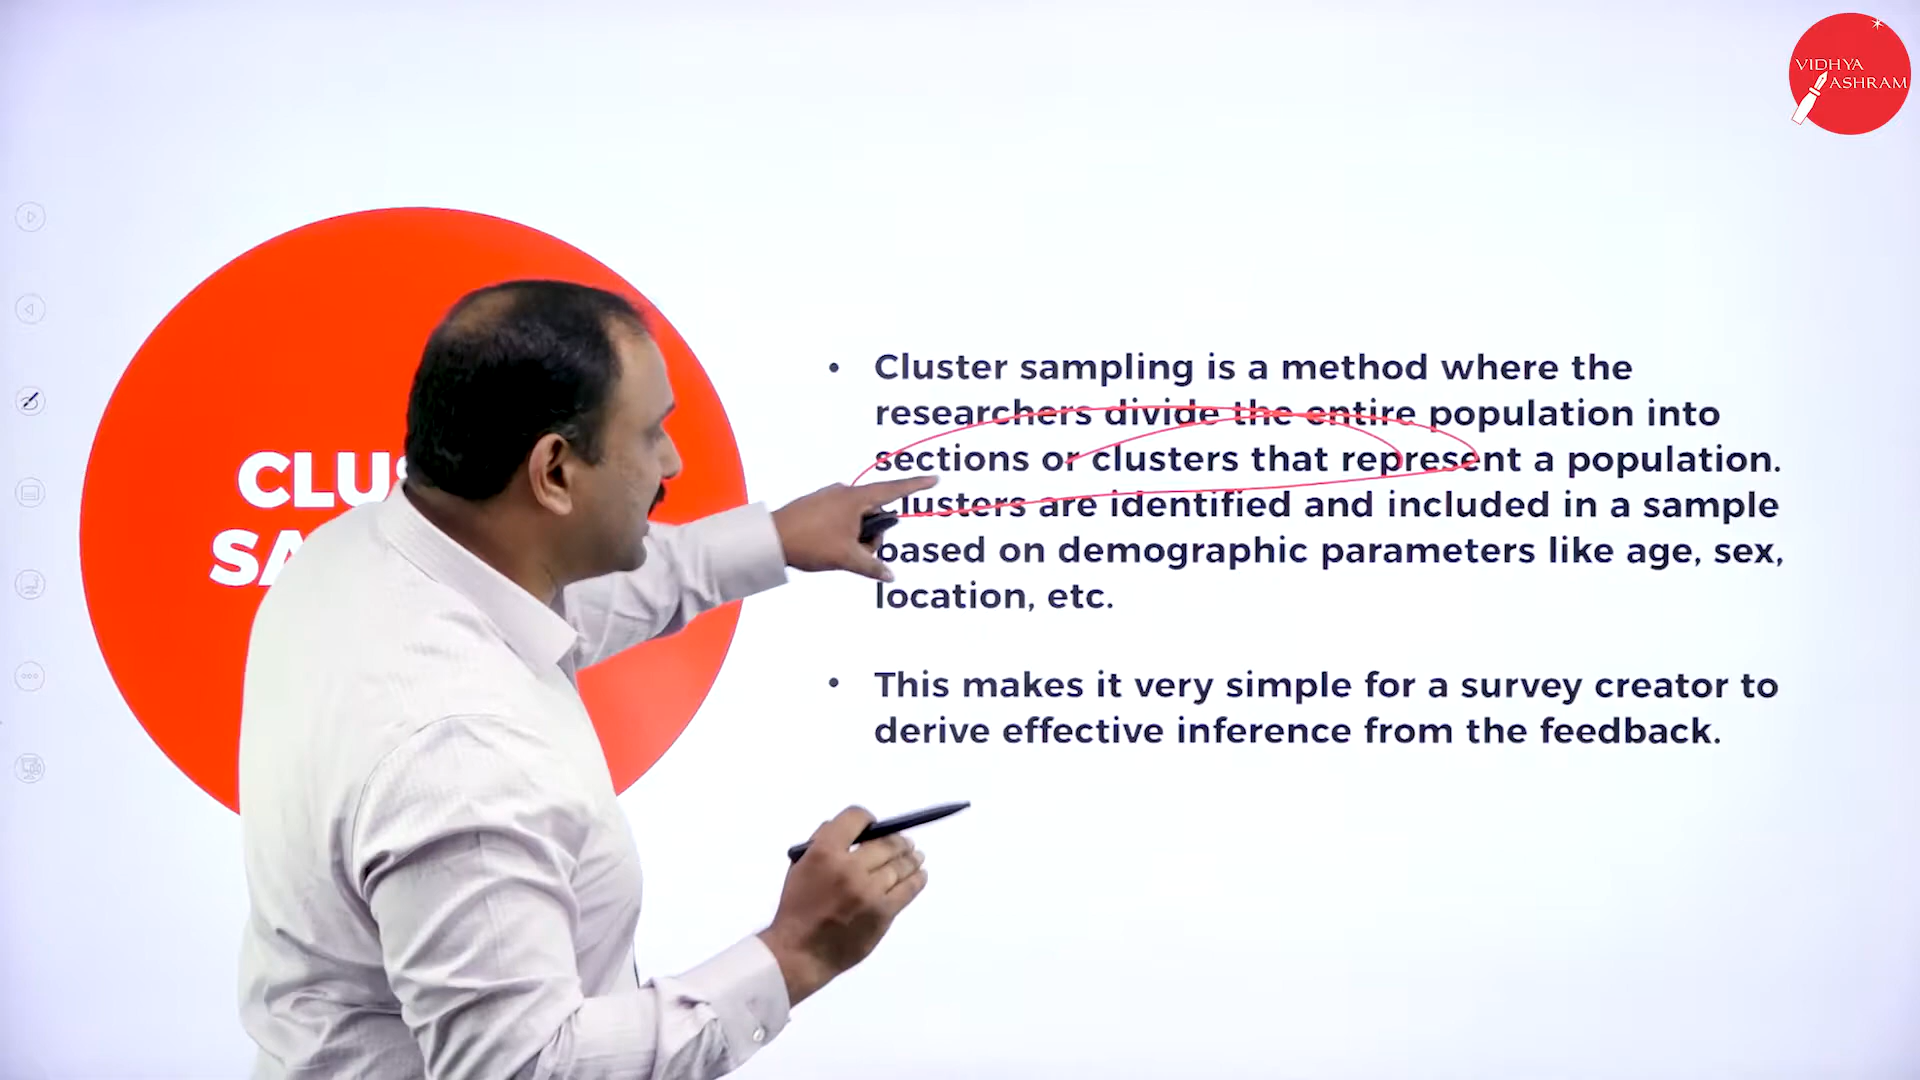 VIDHYA
ASHRAM
CLU
SA
• Cluster sampling is a method where the
researchers divide the entire population into
sections or clusters that represent a population.
Clusters are identified and included in a sample
based on demographic parameters like age, sex,
location, etc.
• This makes it very simple for a survey creator to
derive effective inference from the feedback.